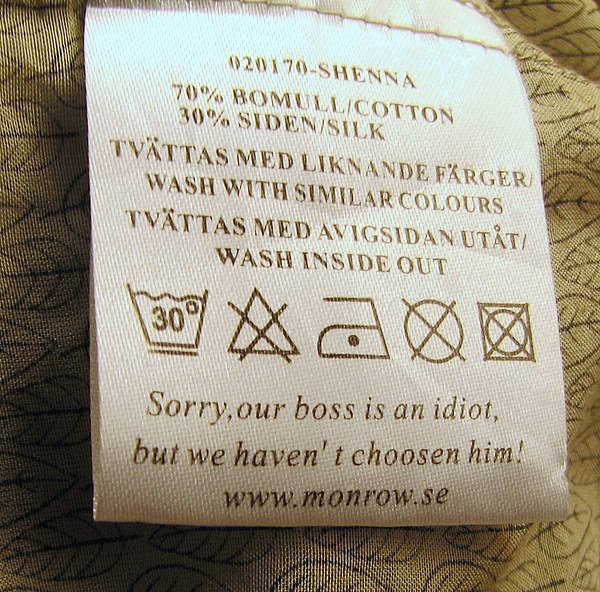 020170-SHENNA
70% BOMULL/COTTON
30% SIDEN/SILK
TVÄTTAS MED LIKNANDE FÄRGER/
WASH WITH SIMILAR COLOURS
TVÄTTAS MED AVIGSIDAN UTÅT/
WASH INSIDE OUT
30°
Sorry,our boss is an idiot,
but we haven't choosen him!
www.monrow.se